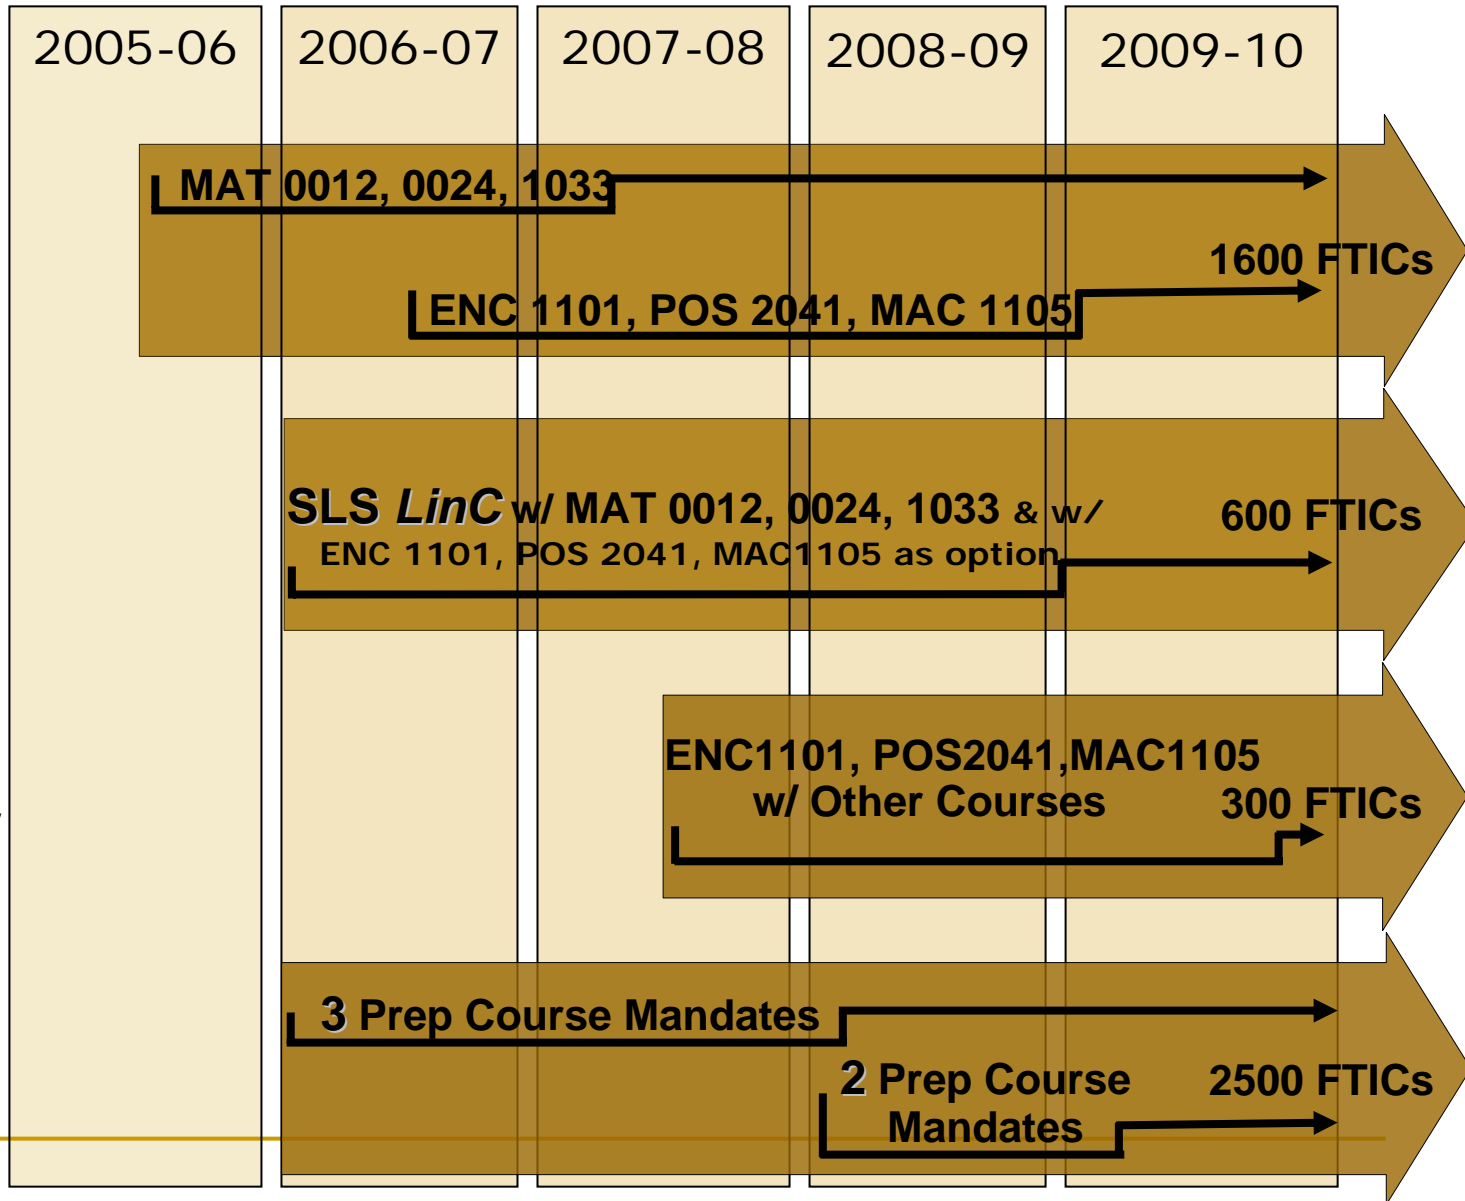 2005-06 2006-07 2007-08 2008-09 2009-10
MAT 0012, 0024, 1033
1600 FTICs
ENC 1101, POS 2041, MAC 1105
SLS LinC w/ MAT 0012, 0024, 1033 & w/
ENC 1101, POS 2041, MAC1105 as option
600 FTICs
ENC1101, POS2041,MAC1105
w/ Other Courses
300 FTICs
3 Prep Course Mandates
2 Prep Course
Mandates
2500 FTICs